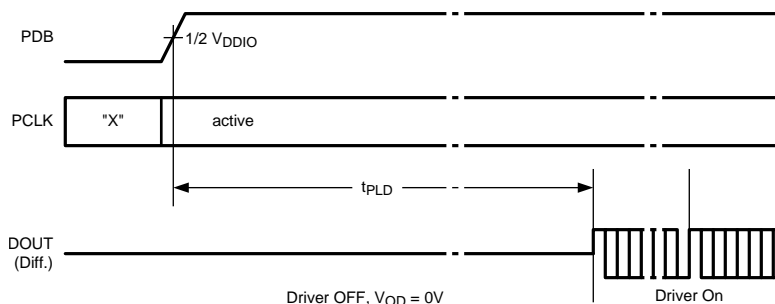 PDB
1/2 VDDIO
PCLK
"X"
active
tPLD
DOUT
(Diff.)
Driver OFF, VOD = 0V
Driver On